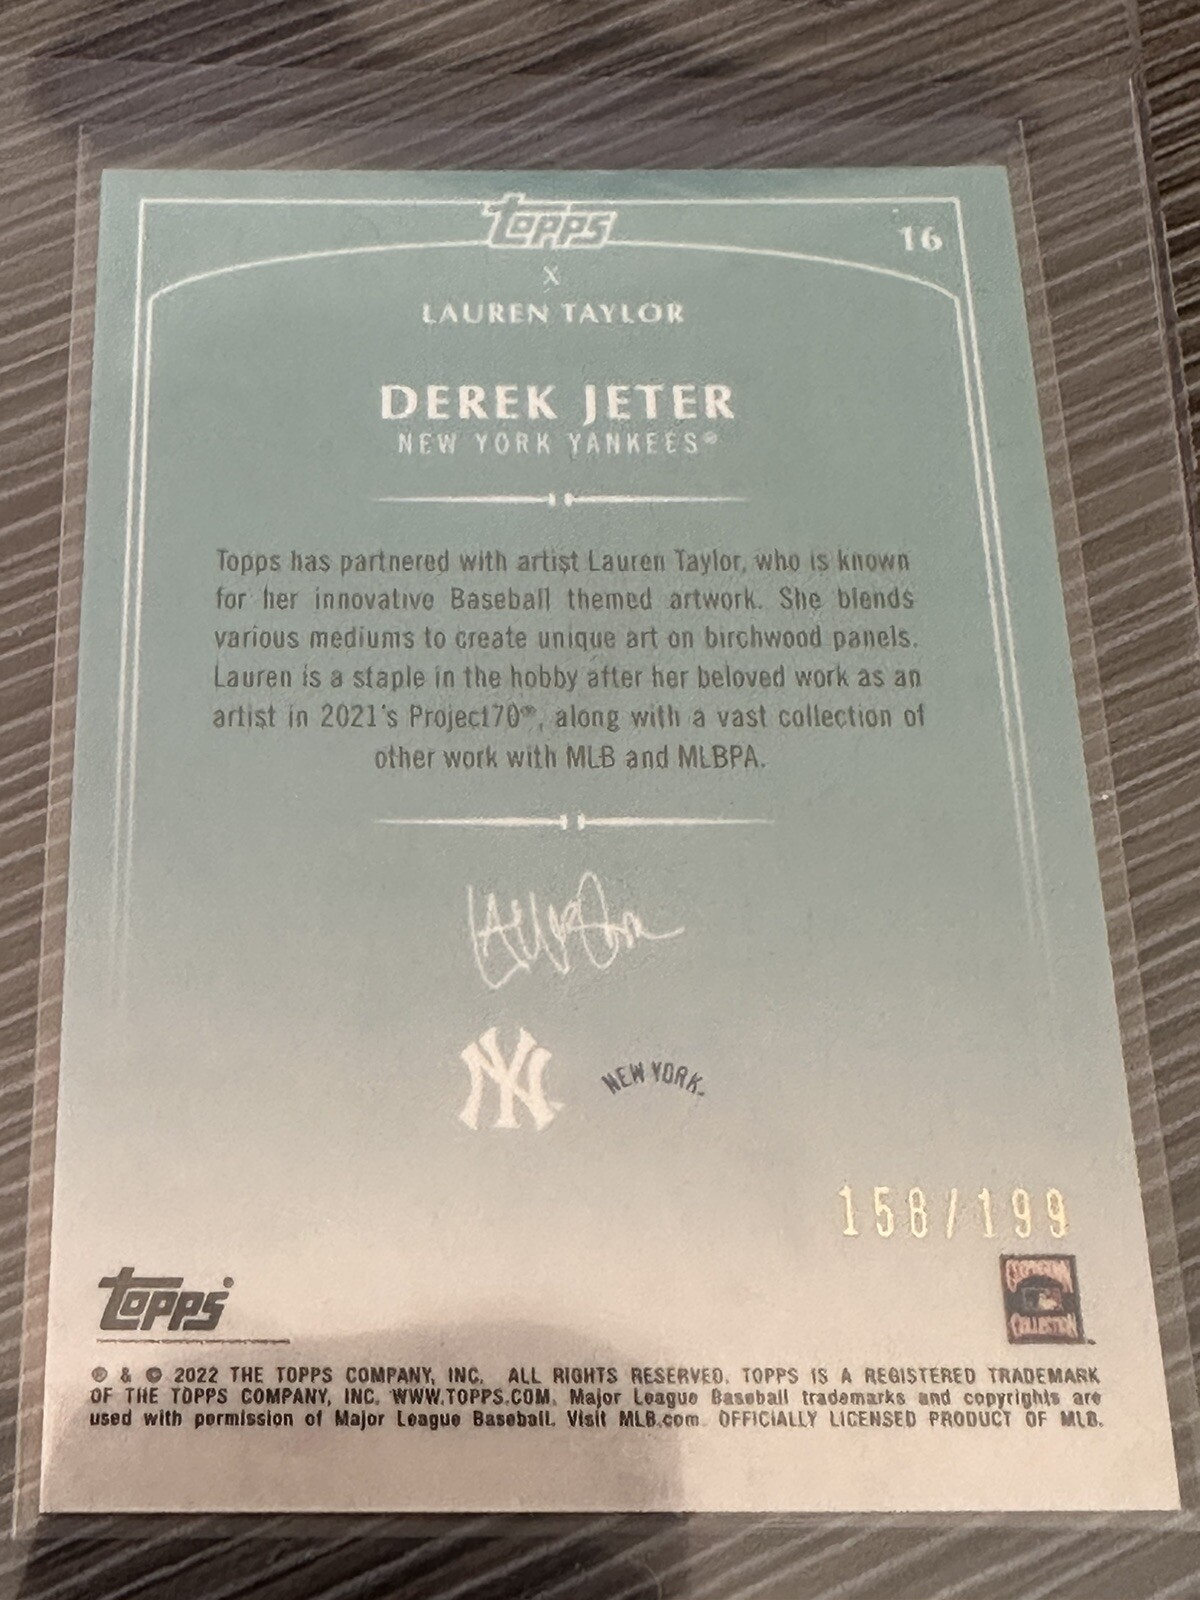 topps
16
X
LAUREN TAYLOR
DEREK JETER
NEW YORK YANKEES®
Topps has partnered with artist Lauren Taylor, who is known
for her innovative Baseball themed artwork. She blends
various mediums to create unique art on birchwood panels.
Lauren is a staple in the hobby after her beloved work as an
artist in 2021's Project70™, along with a vast collection of
other work with MLB and MLBPA.
NY
NEW YORK
158/199
topps
COOPERSTOWN
COLLECTION
® & © 2022 THE TOPPS COMPANY, INC. ALL RIGHTS RESERVED. TOPPS IS A REGISTERED TRADEMARK
OF THE TOPPS COMPANY, INC. WWW.TOPPS.COM. Major League Baseball trademarks and copyrights are
used with permission of Major League Baseball. Visit MLB.com. OFFICIALLY LICENSED PRODUCT OF MLB.